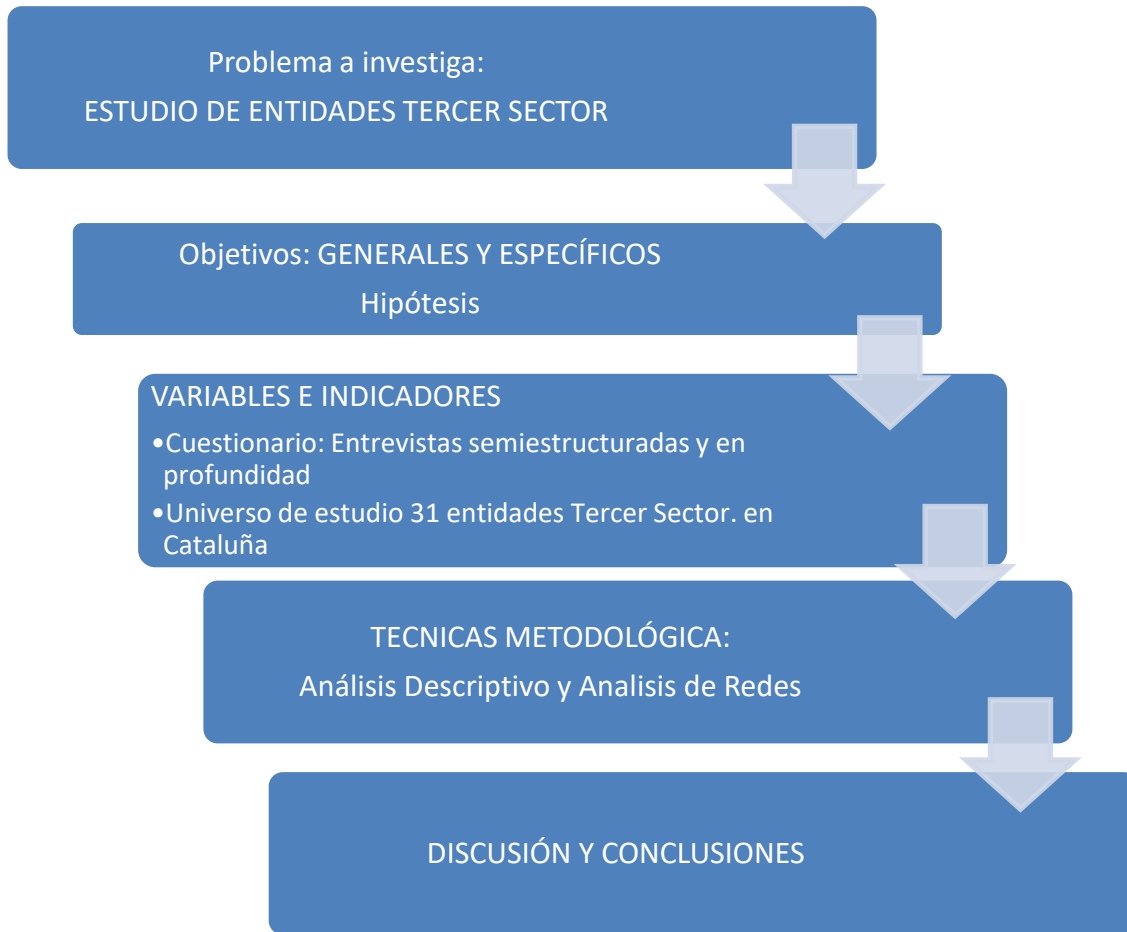 Problema a investiga:
ESTUDIO DE ENTIDADES TERCER SECTOR
Objetivos: GENERALES Y ESPECÍFICOS
Hipótesis
VARIABLES E INDICADORES
•Cuestionario: Entrevistas semiestructuradas y en
profundidad
•Universo de estudio 31 entidades Tercer Sector. en
Cataluña
TECNICAS METODOLÓGICA:
Análisis Descriptivo y Analisis de Redes
DISCUSIÓN Y CONCLUSIONES